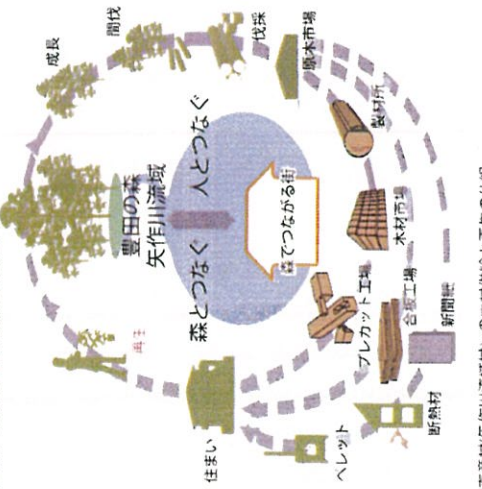 成長
間伐
伐採
原木市場
製材所
木材市場
プレカット工場
合板工場
新聞紙
断熱材
ペレット
住まい
再生
豊田の森
矢作川流域
森とつなぐ
人とつなぐ
森でつながる街